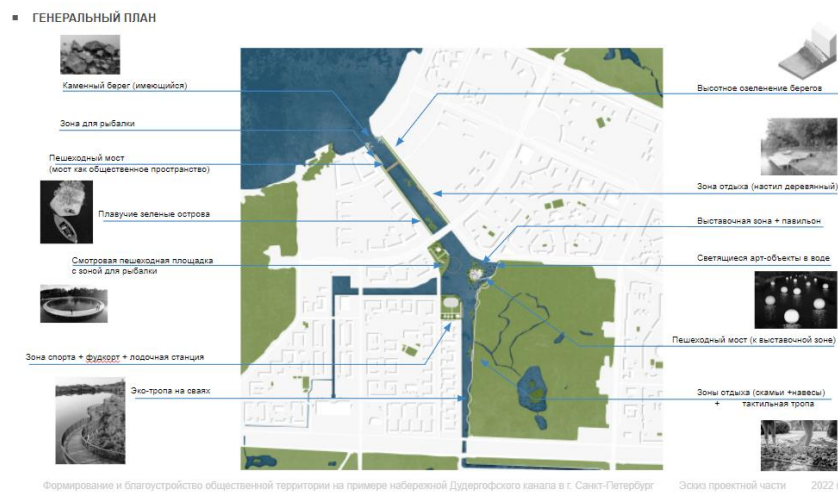 ГЕНЕРАЛЬНЫЙ ПЛАН
Каменный берег (имеющийся)
Зона для рыбалки
Пешеходный мост
(мост как общественное пространство)
Плавучие зеленые острова
Смотровая пешеходная площадка
с зоной для рыбалки
Зона спорта + фудкорт + лодочная станция
Эко-тропа на сваях
Высотное озеленение берегов
Зона отдыха (настил деревянный)
Выставочная зона + павильон
Светящиеся арт-объекты в воде
Пешеходный мост (к выставочной зоне)
Зоны отдыха (скамьи +навесы)
+ тактильная тропа
Формирование и благоустройство общественной территории на примере набережной Дудергофского канала в г. Санкт-Петербург Эскиз проектной части 2022